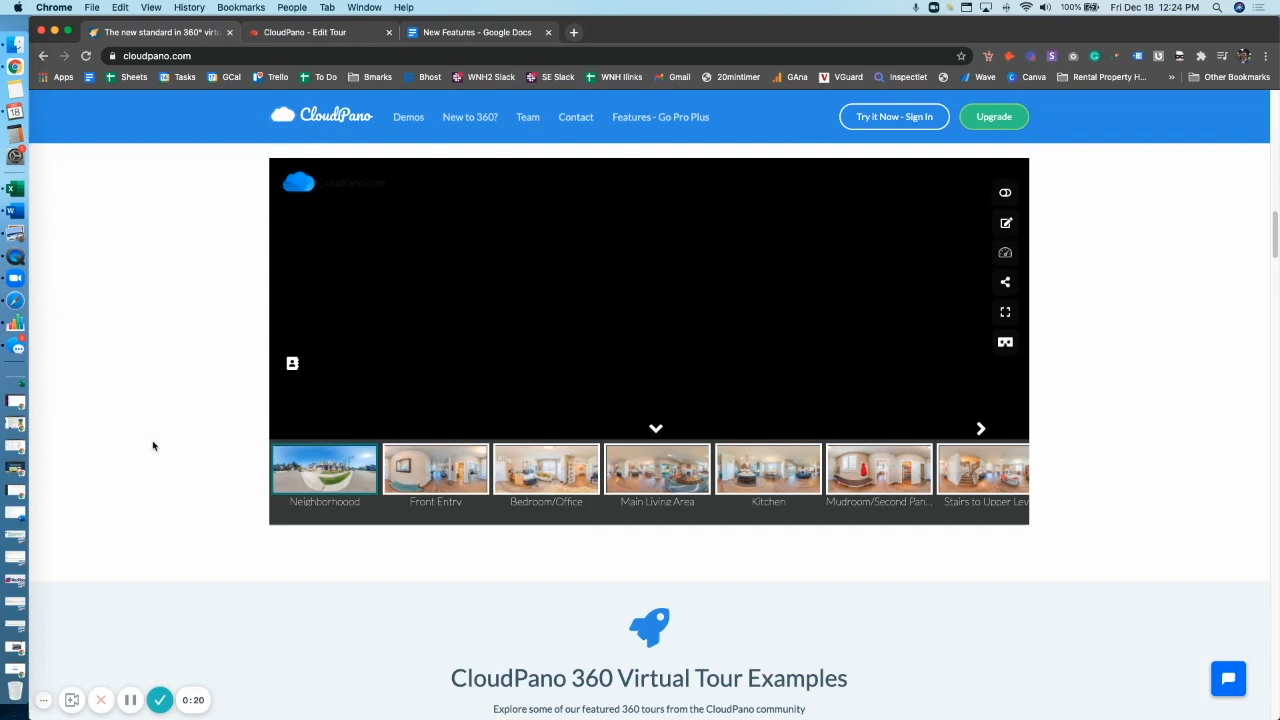 Chrome File Edit View History Bookmarks People Tab Window Help 100% Fri Dec 18 12:24 PM
The new standard in 360° virtu
CloudPano - Edit Tour
New Features - Google Docs
cloudpano.com
Apps Sheets Tasks GCal Trello To Do Bmarks Bhost WNH2 Slack SE Slack WNH Ilinks Gmail 20mintimer GAna VGuard Inspectlet Wave Canva Rental Property H... » Other Bookmarks
CloudPano Demos New to 360? Team Contact Features - Go Pro Plus Try it Now - Sign In Upgrade
CloudPano.com
Neighborhoood Front Entry Bedroom/Office Main Living Area Kitchen Mudroom/Second Pan... Stairs to Upper Lev
CloudPano 360 Virtual Tour Examples
Explore some of our featured 360 tours from the CloudPano community
0:20